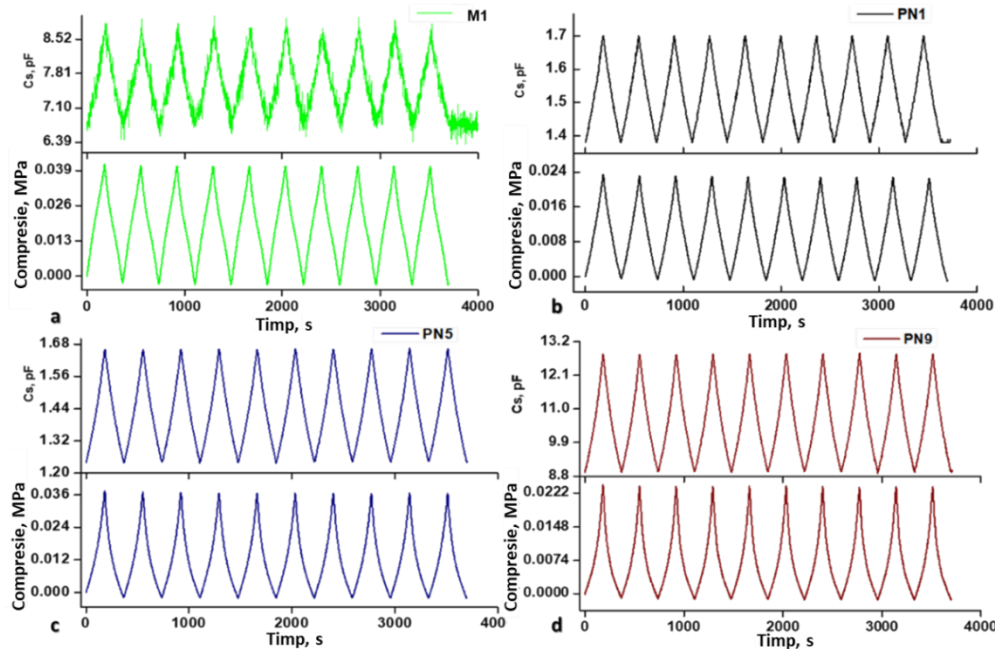 M1
Cs, pF
8.52
7.81
7.10
6.39
Compresie, MPa
0.039
0.026
0.013
0.000
0 1000 2000 3000 4000
a
Timp, s
PN1
Cs, pF
1.7
1.6
1.5
1.4
Compresie, MPa
0.024
0.016
0.008
0.000
0 1000 2000 3000 4000
b
Timp, s
PN5
Cs, pF
1.68
1.56
1.44
1.32
1.20
Compresie, MPa
0.036
0.024
0.012
0.000
0 1000 2000 3000 400
c
Timp, s
PN9
Cs, pF
13.2
12.1
11.0
9.9
8.8
Compresie, MPa
0.0222
0.0148
0.0074
0.0000
0 1000 2000 3000 4000
d
Timp, s